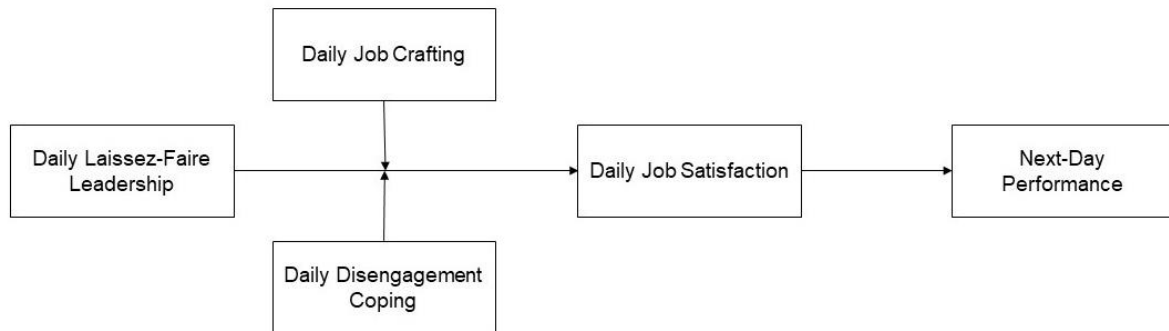 Daily Job Crafting
Daily Laissez-Faire
Leadership
Daily Job Satisfaction
Next-Day
Performance
Daily Disengagement
Coping